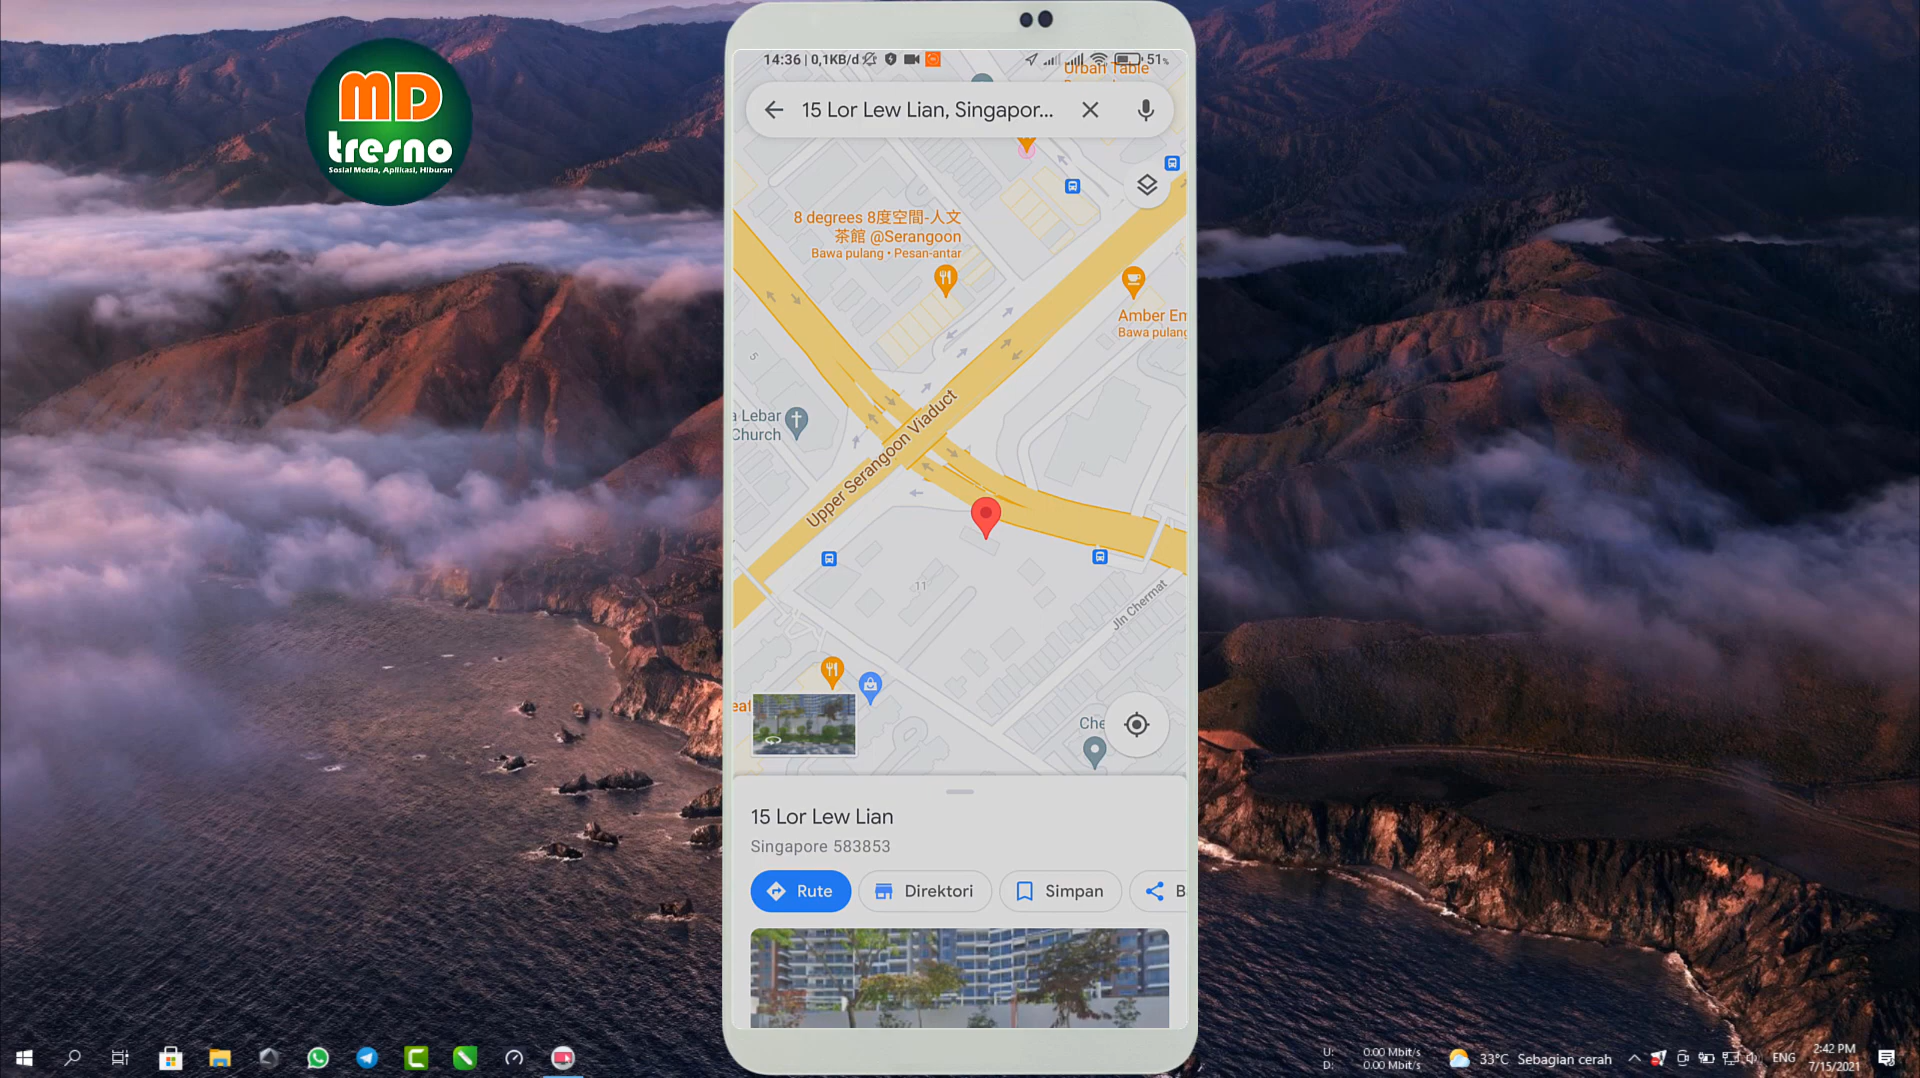 MD
tresno
Sosial Media, Aplikasi, Hiburan
14:36 | 0,1KB/d
51%
Urban Table
15 Lor Lew Lian, Singapor...
8 degrees 8度空間-人文
茶館 @Serangoon
Bawa pulang • Pesan-antar
Amber Em
Bawa pulang
5
a Lebar
Church
Upper Serangoon Viaduct
11
Jln Chermat
eaf
Che
15 Lor Lew Lian
Singapore 583853
Rute
Direktori
Simpan
B
U: 0.00 Mbit/s
D: 0.00 Mbit/s
33°C Sebagian cerah
ENG
2:42 PM
7/15/2021